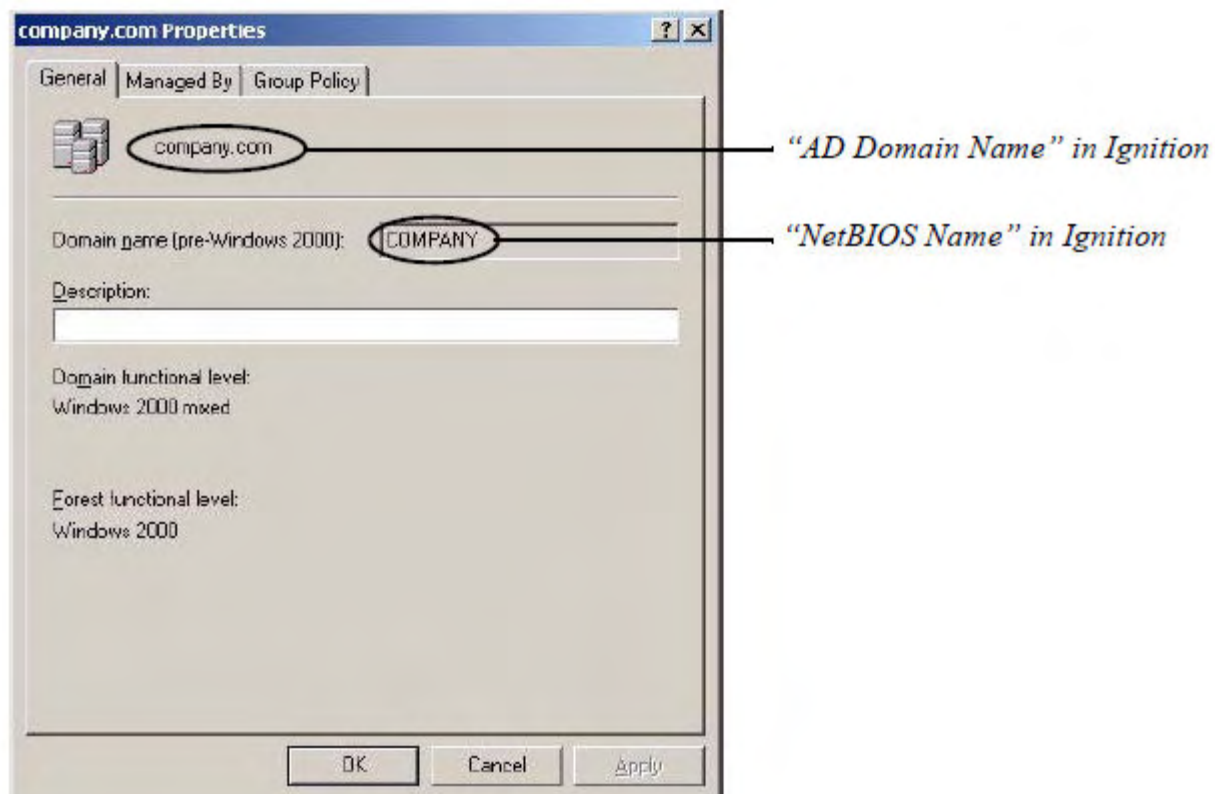 company.com Properties
General Managed By Group Policy
company.com
"AD Domain Name" in Ignition
Domain name (pre-Windows 2000): COMPANY
"NetBIOS Name" in Ignition
Description:
Domain functional level:
Windows 2000 mixed
Forest functional level:
Windows 2000
OK Cancel Apply